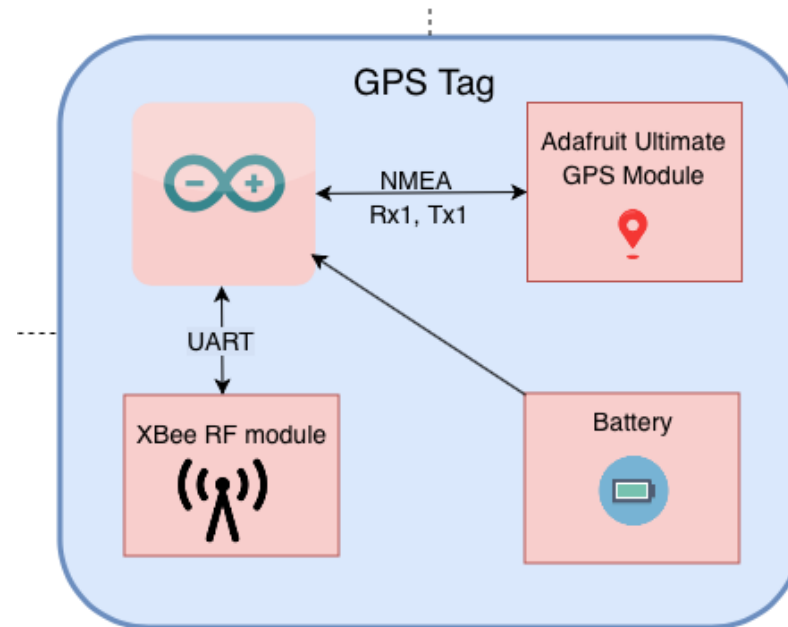 GPS Tag
Adafruit Ultimate
GPS Module
NMEA
Rx1, Tx1
UART
XBee RF module
Battery